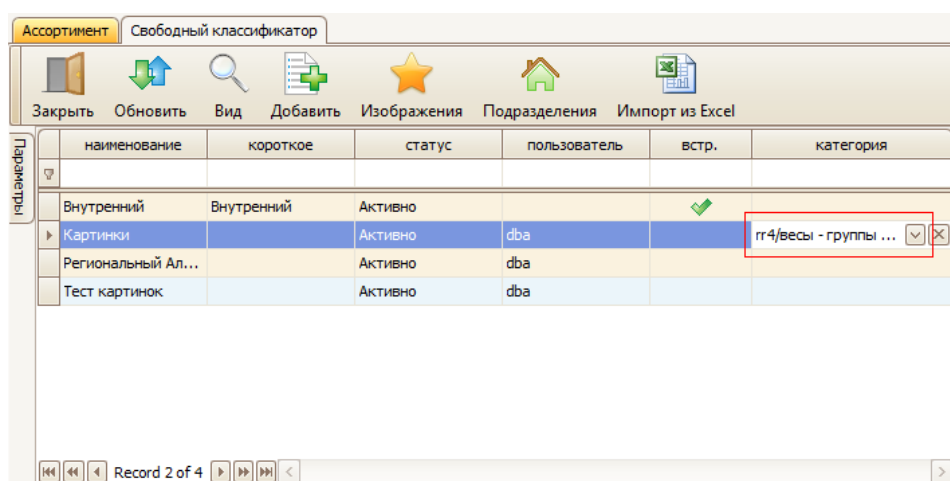 Ассортимент Свободный классификатор
Закрыть Обновить Вид Добавить Изображения Подразделения Импорт из Excel
Параметры
наименование короткое статус пользователь встр. категория
Внутренний Внутренний Активно
Картинки Активно dba rr4/весы - группы ...
Региональный Ал... Активно dba
Тест картинок Активно dba
Record 2 of 4